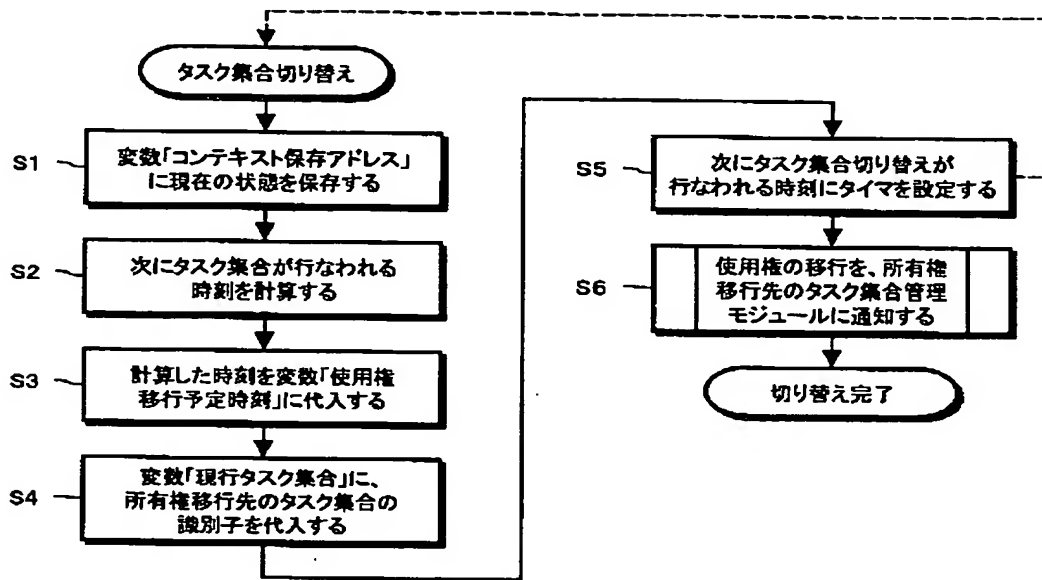 タスク集合切り替え
S1
変数「コンテキスト保存アドレス」
に現在の状態を保存する
S2
次にタスク集合が行なわれる
時刻を計算する
S3
計算した時刻を変数「使用権
移行予定時刻」に代入する
S4
変数「現行タスク集合」に、
所有権移行先のタスク集合の
識別子を代入する
S5
次にタスク集合切り替えが
行なわれる時刻にタイマを設定する
S6
使用権の移行を、所有権
移行先のタスク集合管理
モジュールに通知する
切り替え完了